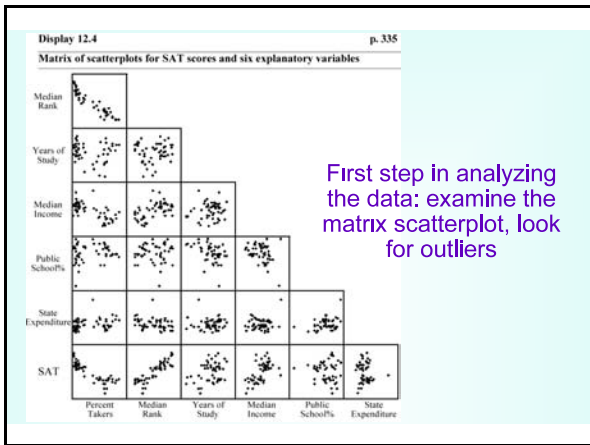 Display 12.4 p. 335
Matrix of scatterplots for SAT scores and six explanatory variables
Median
Rank
Years of
Study
Median
Income
Public
School%
State
Expenditure
SAT
Percent
Takers
Median
Rank
Years of
Study
Median
Income
Public
School%
State
Expenditure
First step in analyzing
the data: examine the
matrix scatterplot, look
for outliers